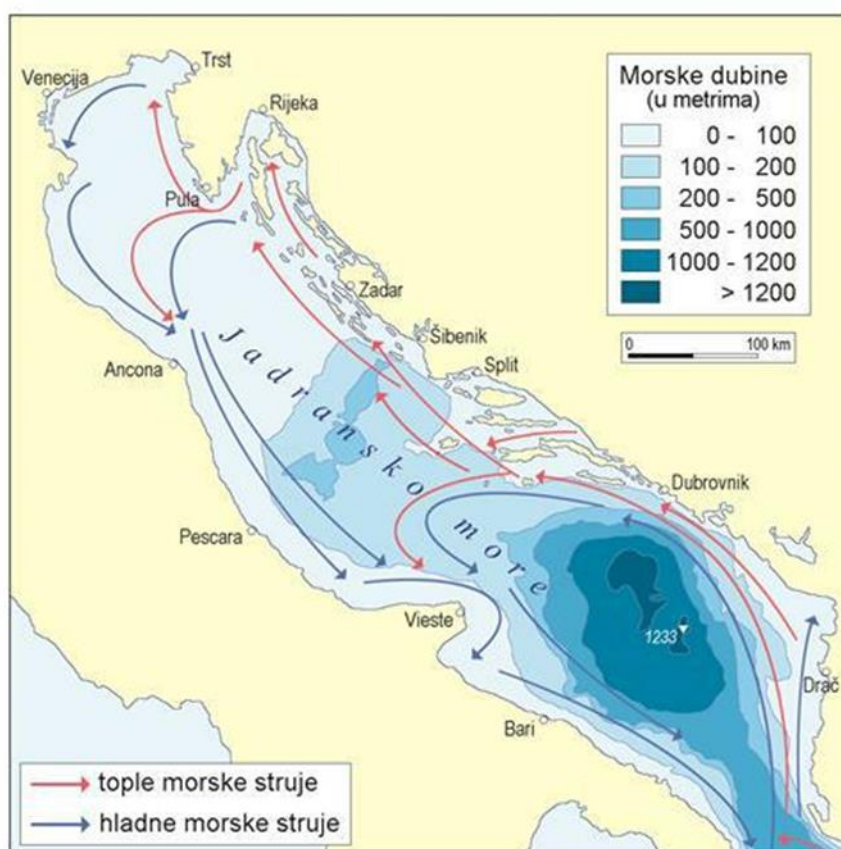 Trst
Venecija
Rijeka
Pula
Zadar
Šibenik
Ancona
Split
Jadransko more
Dubrovnik
Pescara
Vieste
1233
Drač
Bari
Morske dubine
(u metrima)
0 - 100
100 - 200
200 - 500
500 - 1000
1000 - 1200
> 1200
0 100 km
tople morske struje
hladne morske struje